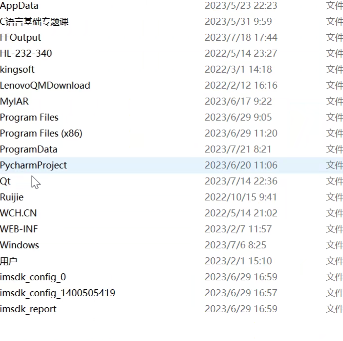 AppData 2023/5/23 22:23 文件
C语言基础专题课 2023/5/31 9:59 文件
FFOutput 2023/7/18 17:44 文件
HL-232-340 2022/5/14 23:27 文件
kingsoft 2022/3/1 14:18 文件
LenovoQMDownload 2022/2/12 16:16 文件
MyIAR 2023/6/17 9:22 文件
Program Files 2023/6/29 9:05 文件
Program Files (x86) 2023/6/29 11:20 文件
ProgramData 2023/7/21 8:21 文件
PycharmProject 2023/6/20 11:06 文件
Qt 2023/7/14 22:36 文件
Ruijie 2022/10/15 9:41 文件
WCH.CN 2022/5/14 21:02 文件
WEB-INF 2023/2/7 11:57 文件
Windows 2023/7/6 8:25 文件
用户 2023/2/1 15:10 文件
imsdk_config_0 2023/6/29 16:59 文件
imsdk_config_1400505419 2023/6/29 16:57 文件
imsdk_report 2023/6/29 16:59 文件